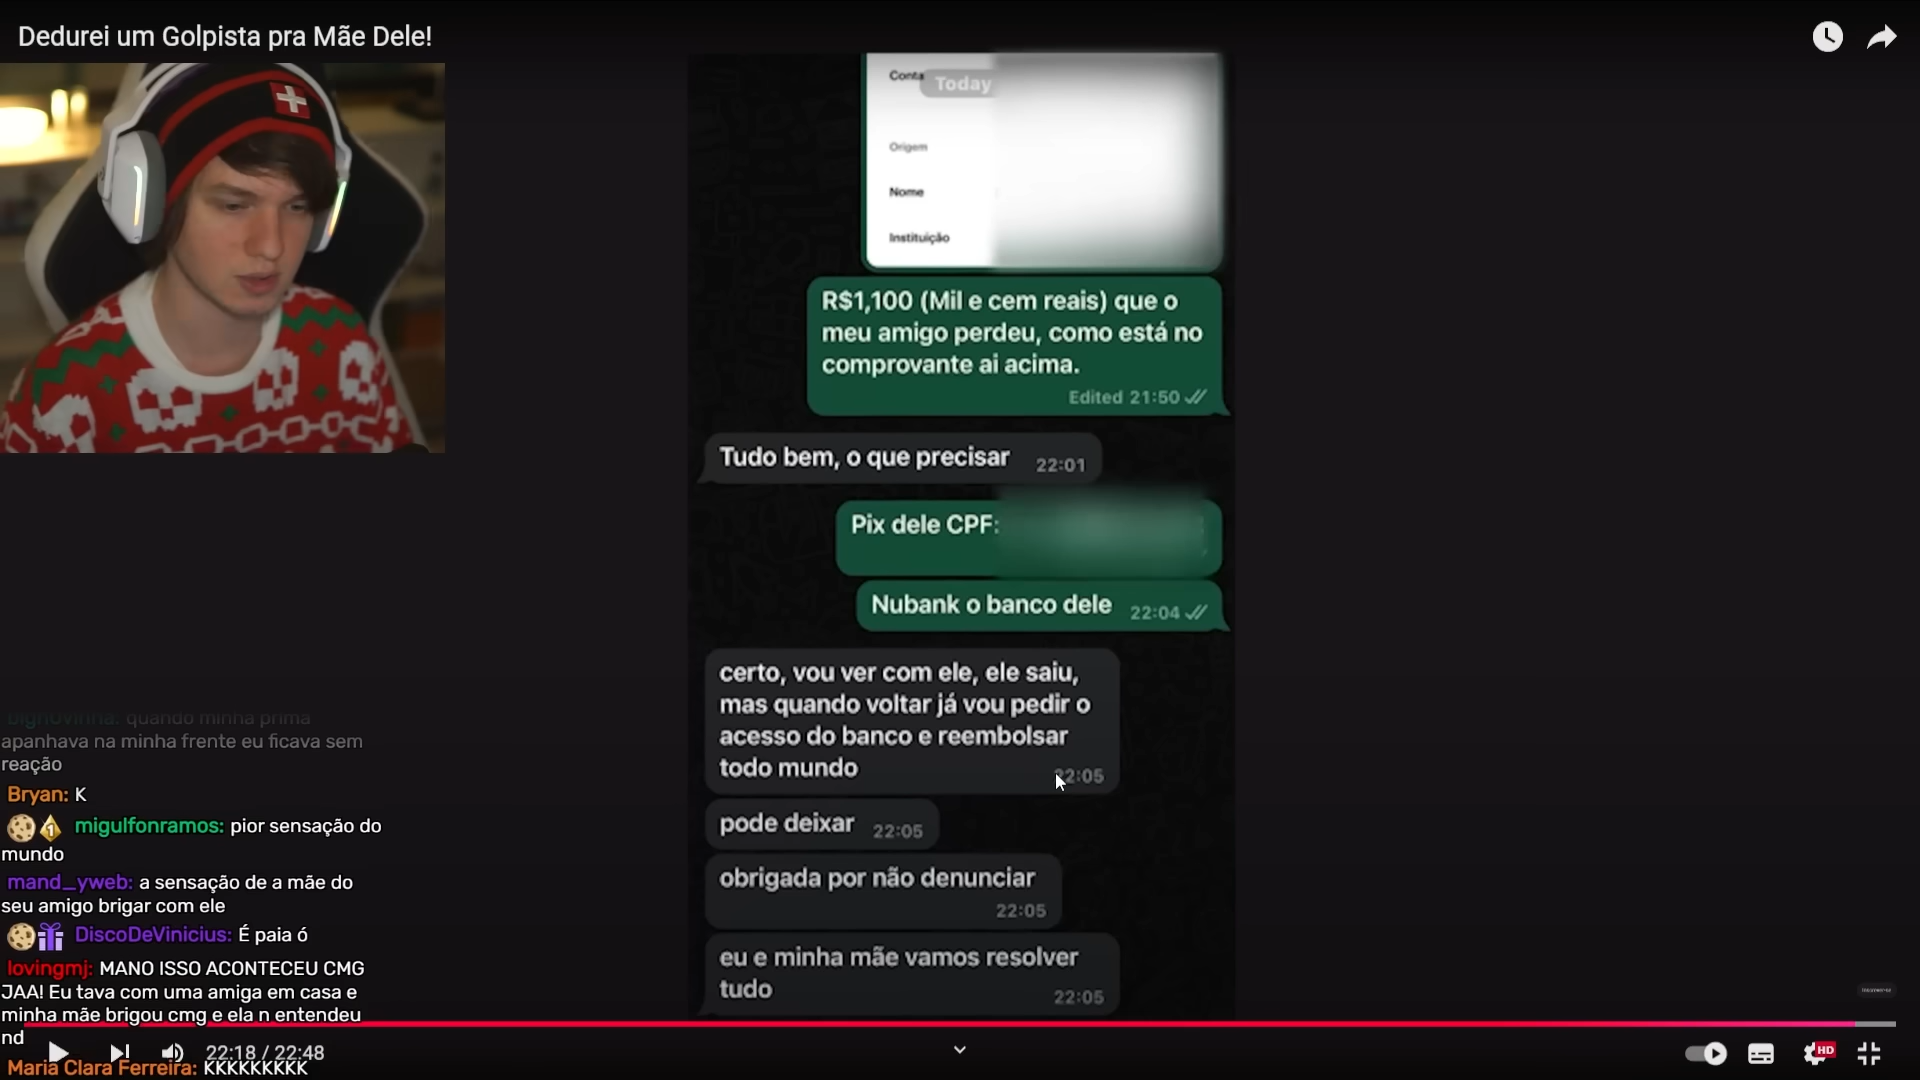 Dedurei um Golpista pra Mãe Dele!
Conta
Today
Origem
Nome
Instituição
R$1,100 (Mil e cem reais) que o
meu amigo perdeu, como está no
comprovante ai acima.
Edited 21:50
Tudo bem, o que precisar 22:01
Pix dele CPF:
Nubank o banco dele 22:04
certo, vou ver com ele, ele saiu,
mas quando voltar já vou pedir o
acesso do banco e reembolsar
todo mundo 22:05
pode deixar 22:05
obrigada por não denunciar
22:05
eu e minha mãe vamos resolver
tudo 22:05
quando minha prima
apanhava na minha frente eu ficava sem
reação
Bryan: K
migulfonramos: pior sensação do
mundo
mand_yweb: a sensação de a mãe do
seu amigo brigar com ele
DiscoDeVinicius: É paia ó
lovingmj: MANO ISSO ACONTECEU CMG
JAA! Eu tava com uma amiga em casa e
minha mãe brigou cmg e ela n entendeu
nd
Maria Clara Ferreira: KKKKKKKKK
22:18 / 22:48
HD